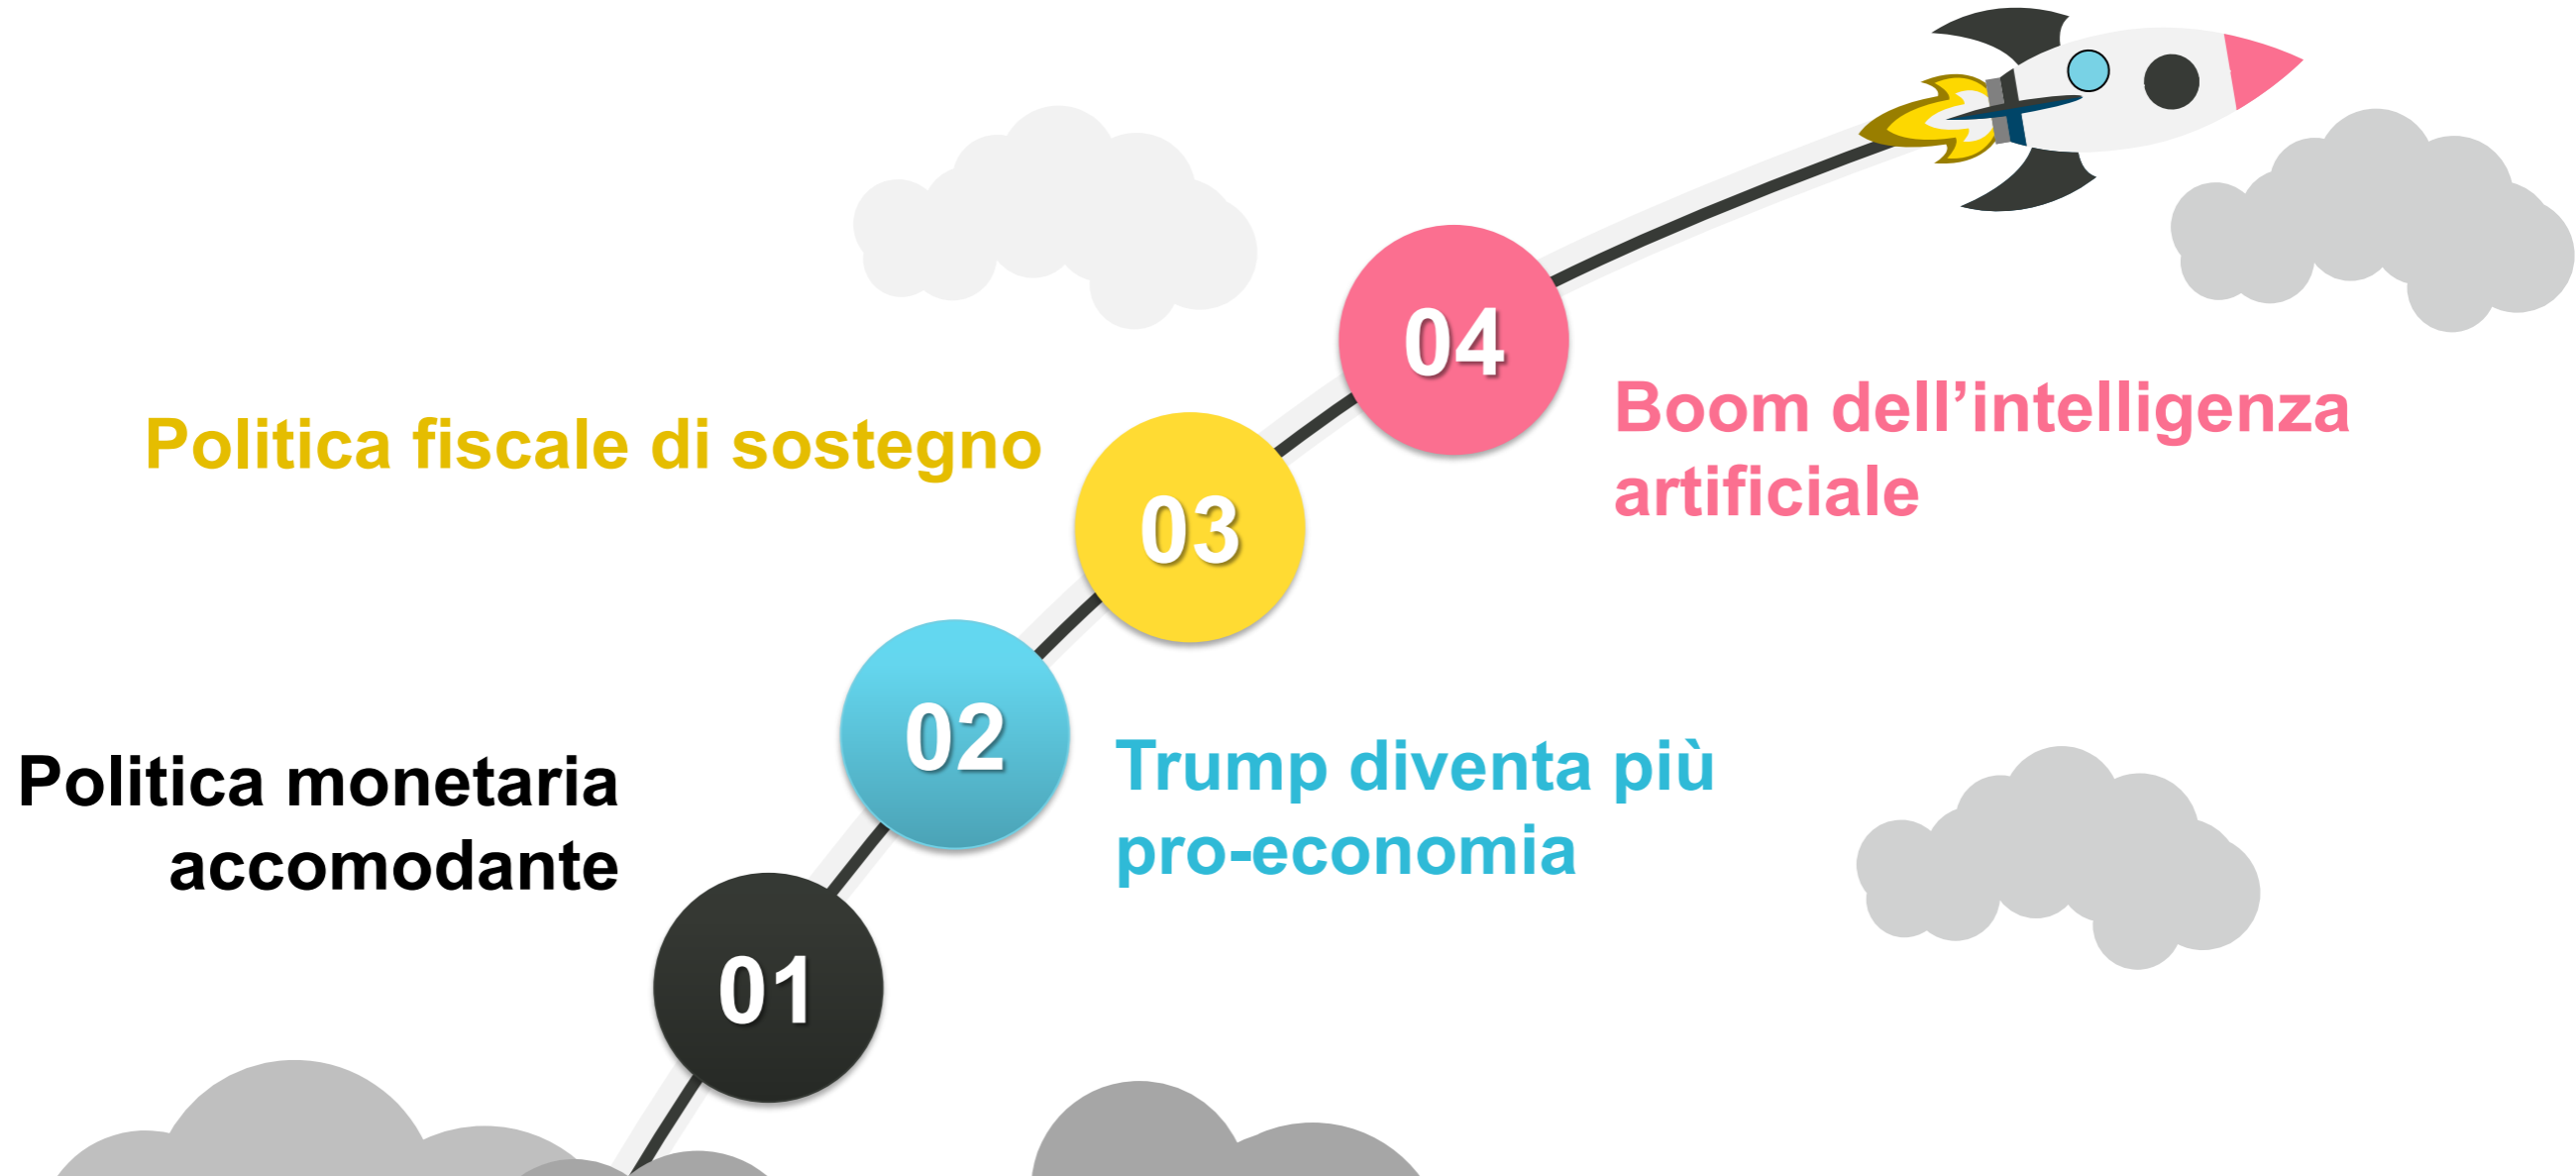 04
Boom dell’intelligenza
artificiale
Politica fiscale di sostegno
03
02
Trump diventa più
pro-economia
Politica monetaria
accomodante
01